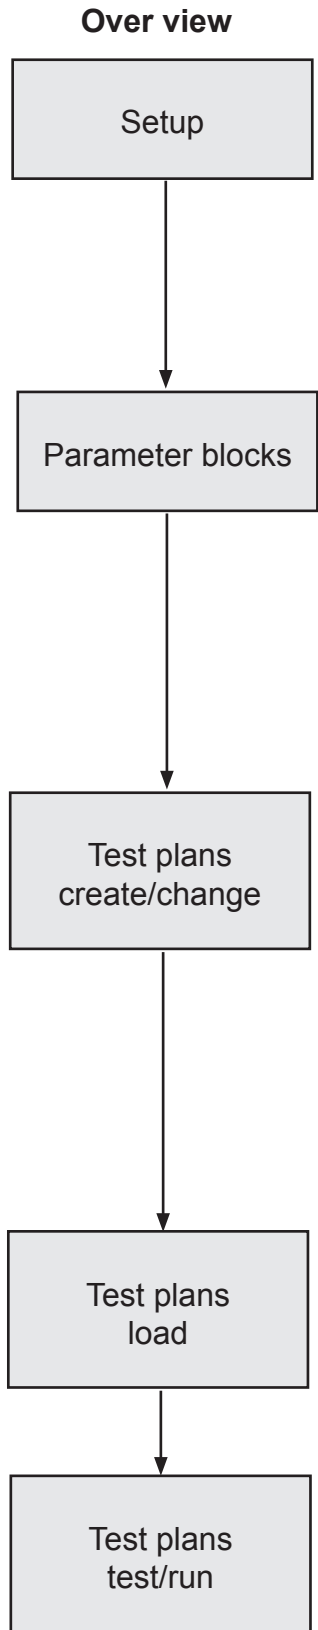 Over view
Setup
Parameter blocks
Test plans
create/change
Test plans
load
Test plans
test/run